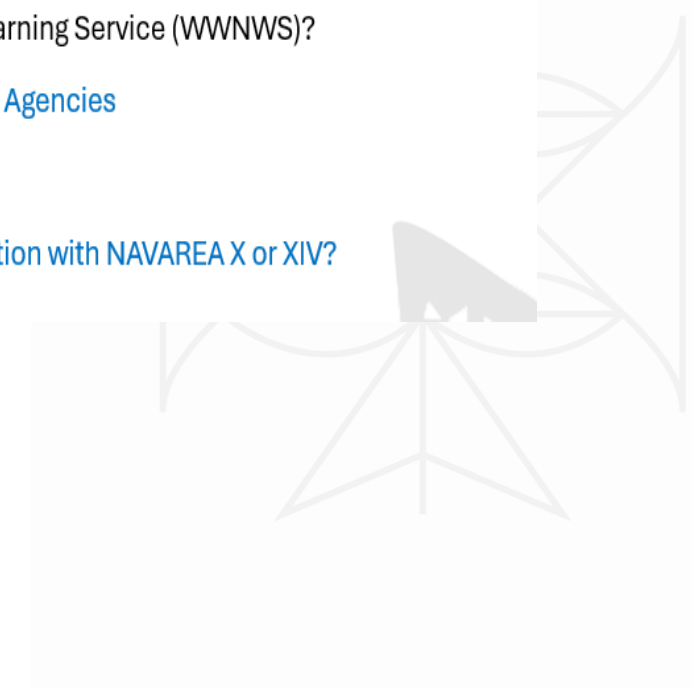 arning Service (WWNWS)?
Agencies
tion with NAVAREA X or XIV?